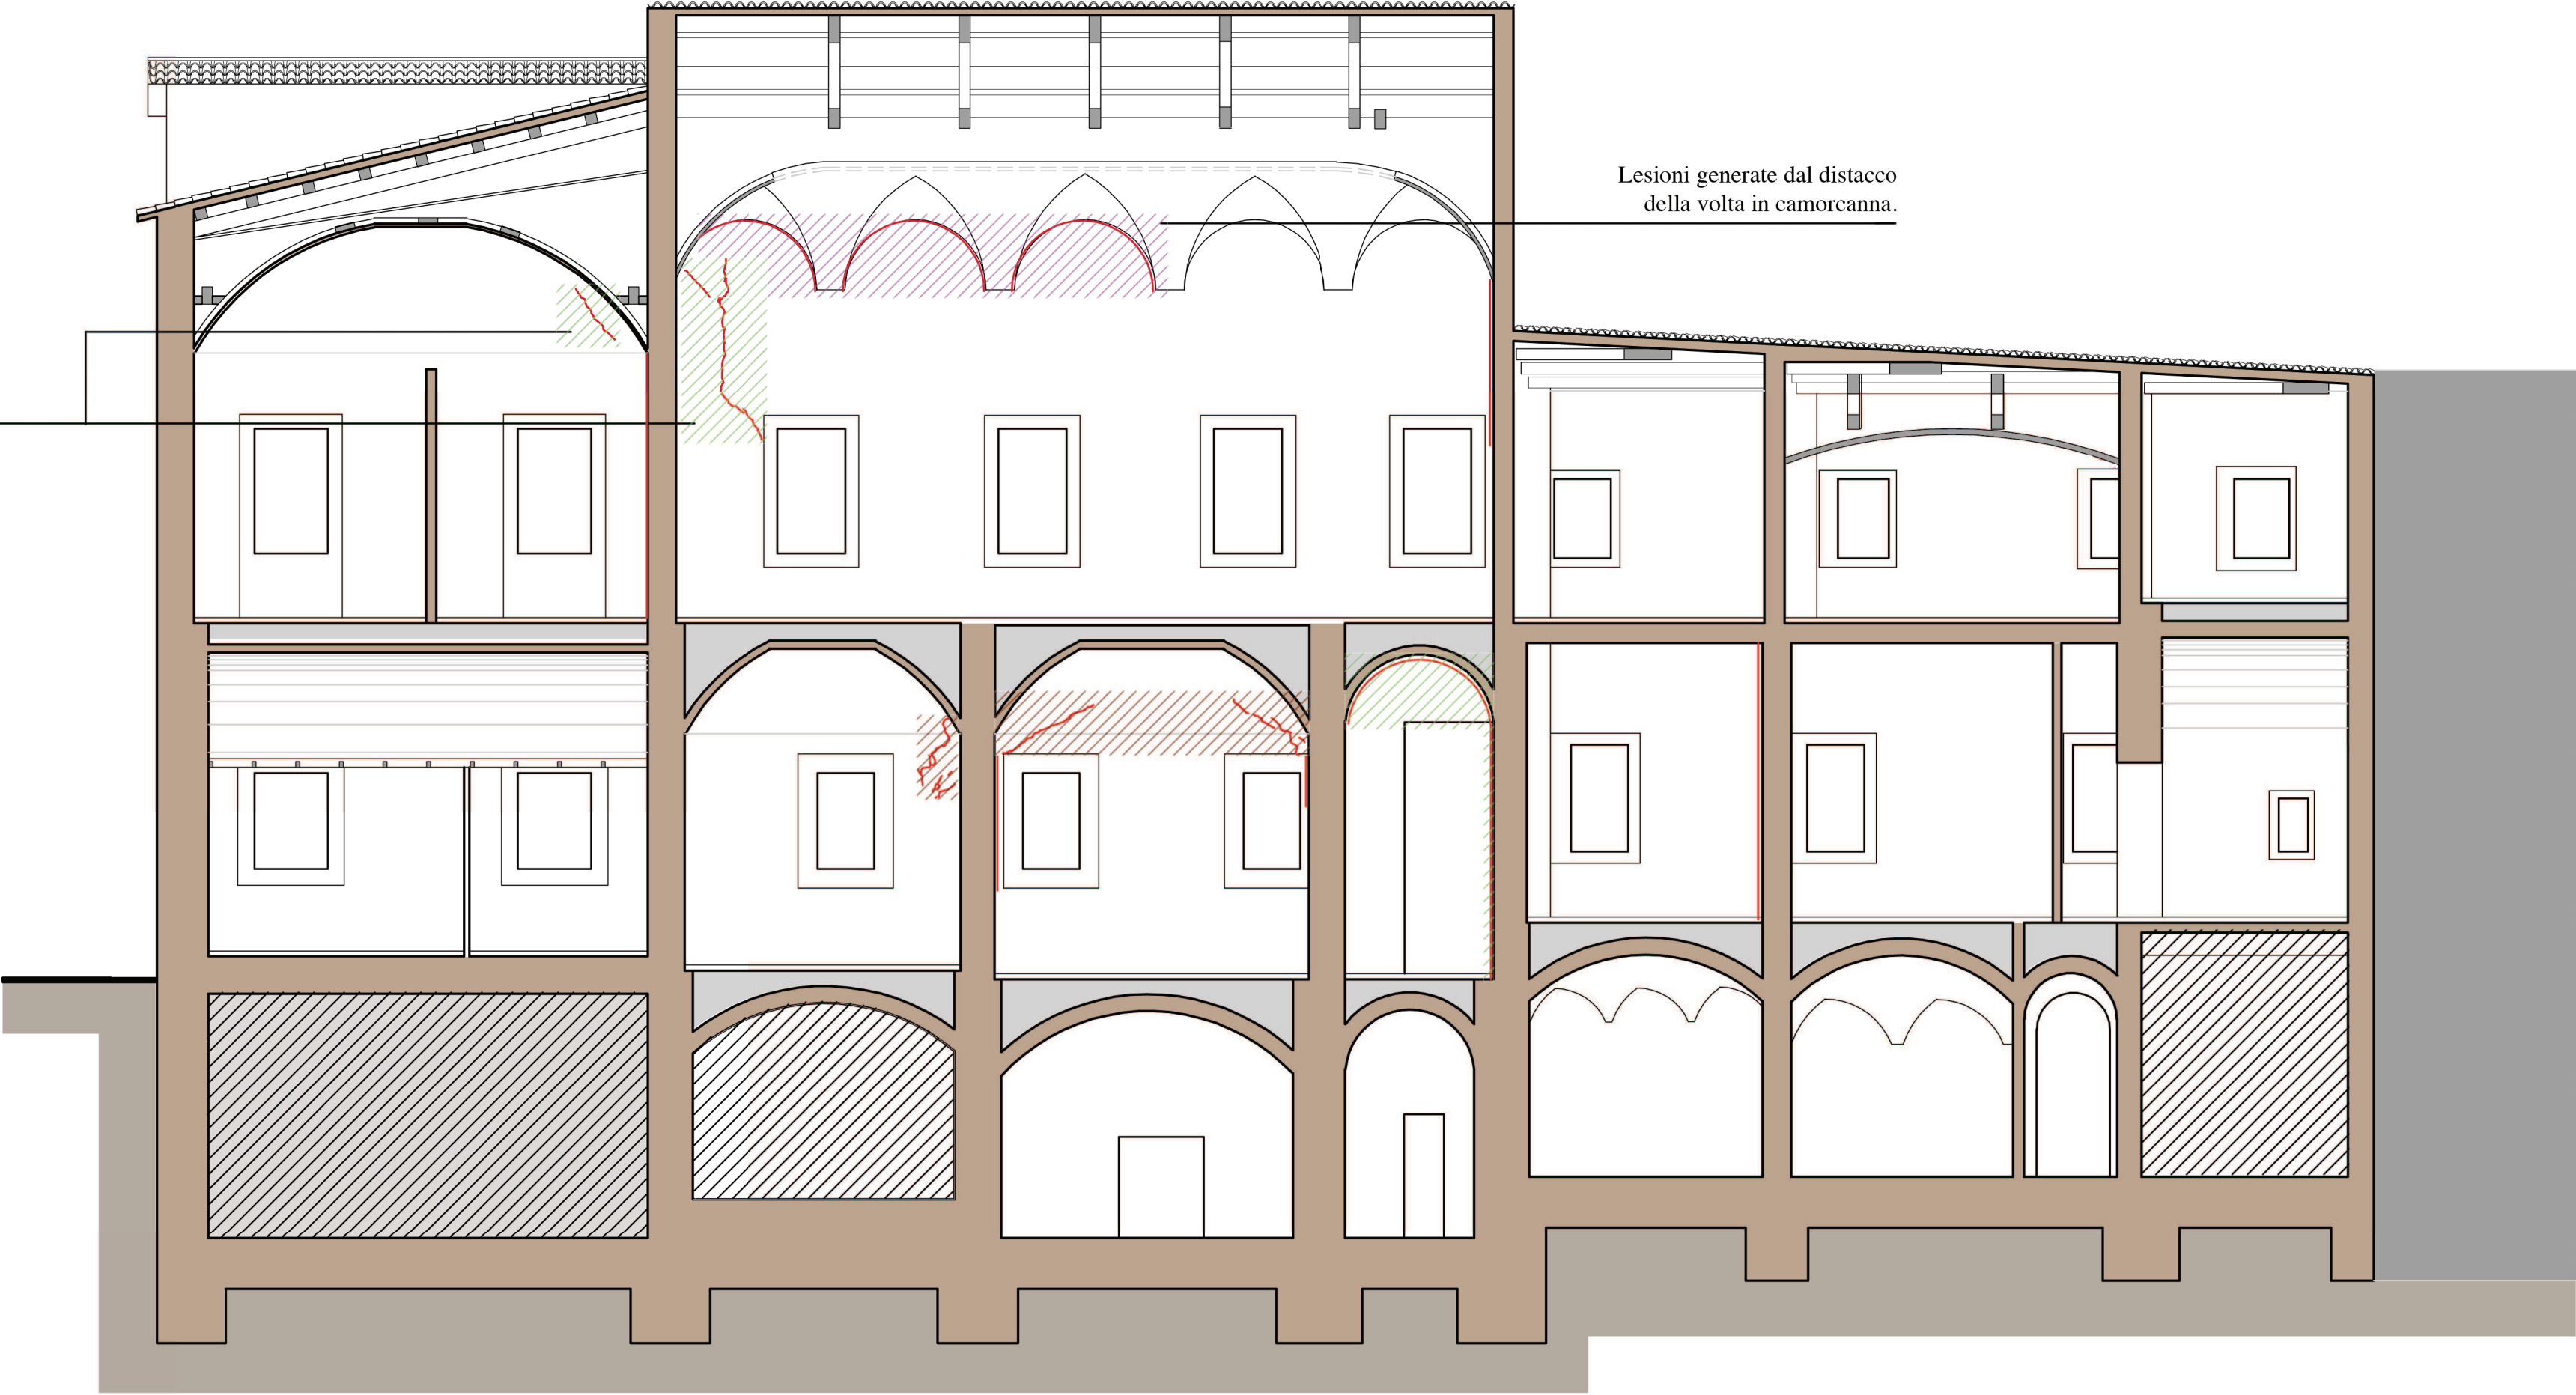 Lesioni generate dal distacco
della volta in camorcanna.